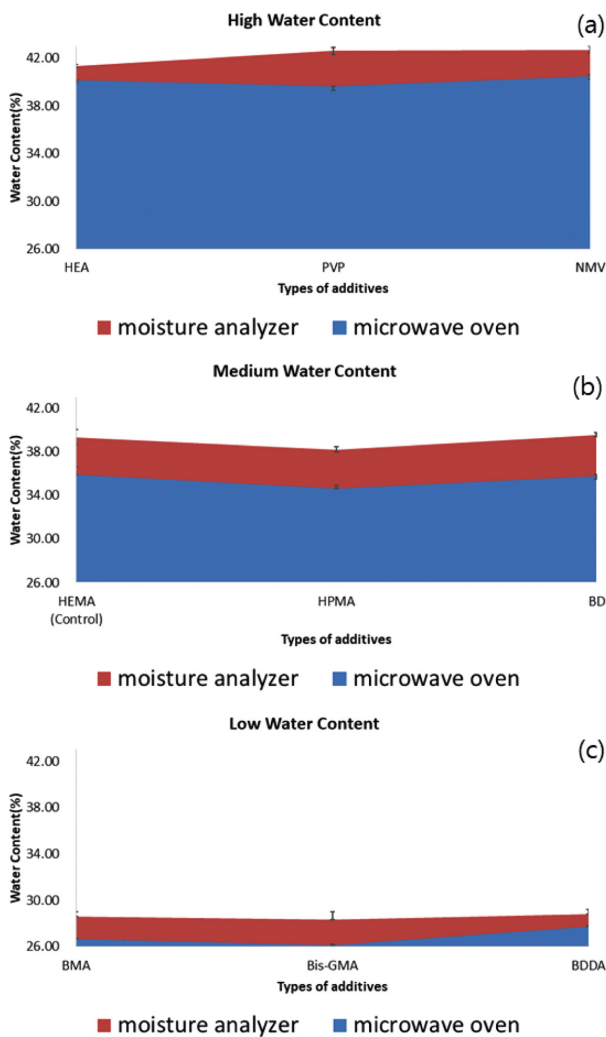 High Water Content
(a)
Water Content(%)
42.00
38.00
34.00
30.00
26.00
HEA PVP NMV
Types of additives
moisture analyzer microwave oven
Medium Water Content
(b)
Water Content(%)
42.00
38.00
34.00
30.00
26.00
HEMA HPMA BD
(Control)
Types of additives
moisture analyzer microwave oven
Low Water Content
(c)
Water Content(%)
42.00
38.00
34.00
30.00
26.00
BMA Bis-GMA BDDA
Types of additives
moisture analyzer microwave oven